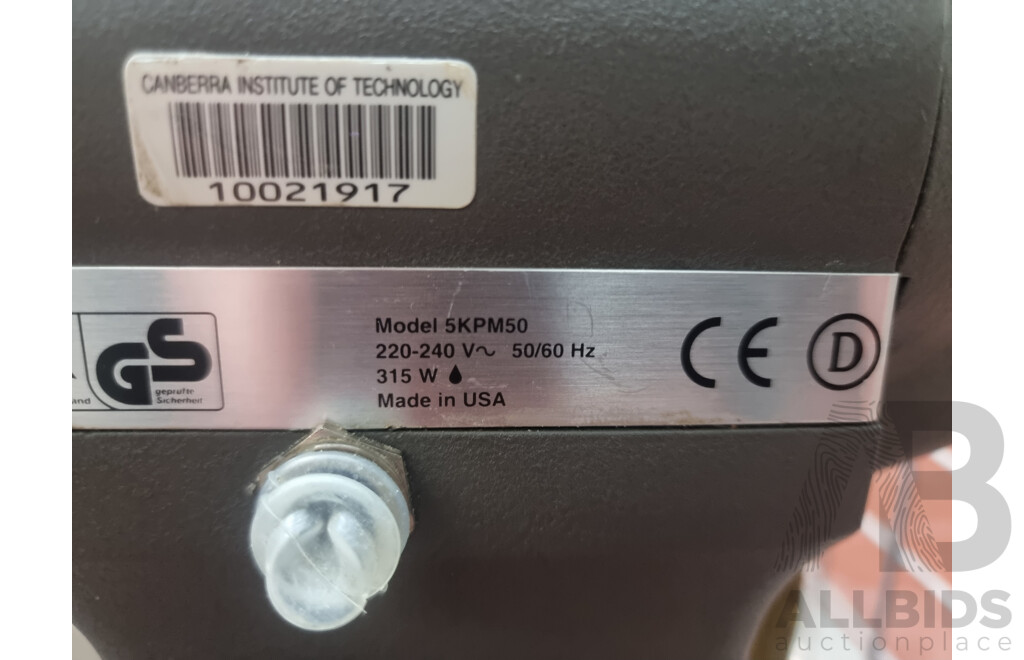 CANBERRA INSTITUTE OF TECHNOLOGY
10021917
GS
geprüfte
Sicherheit
Model 5KPM50
220-240 V~ 50/60 Hz
315 W
Made in USA
CE
D
AB
ALLBIDS
auctionplace